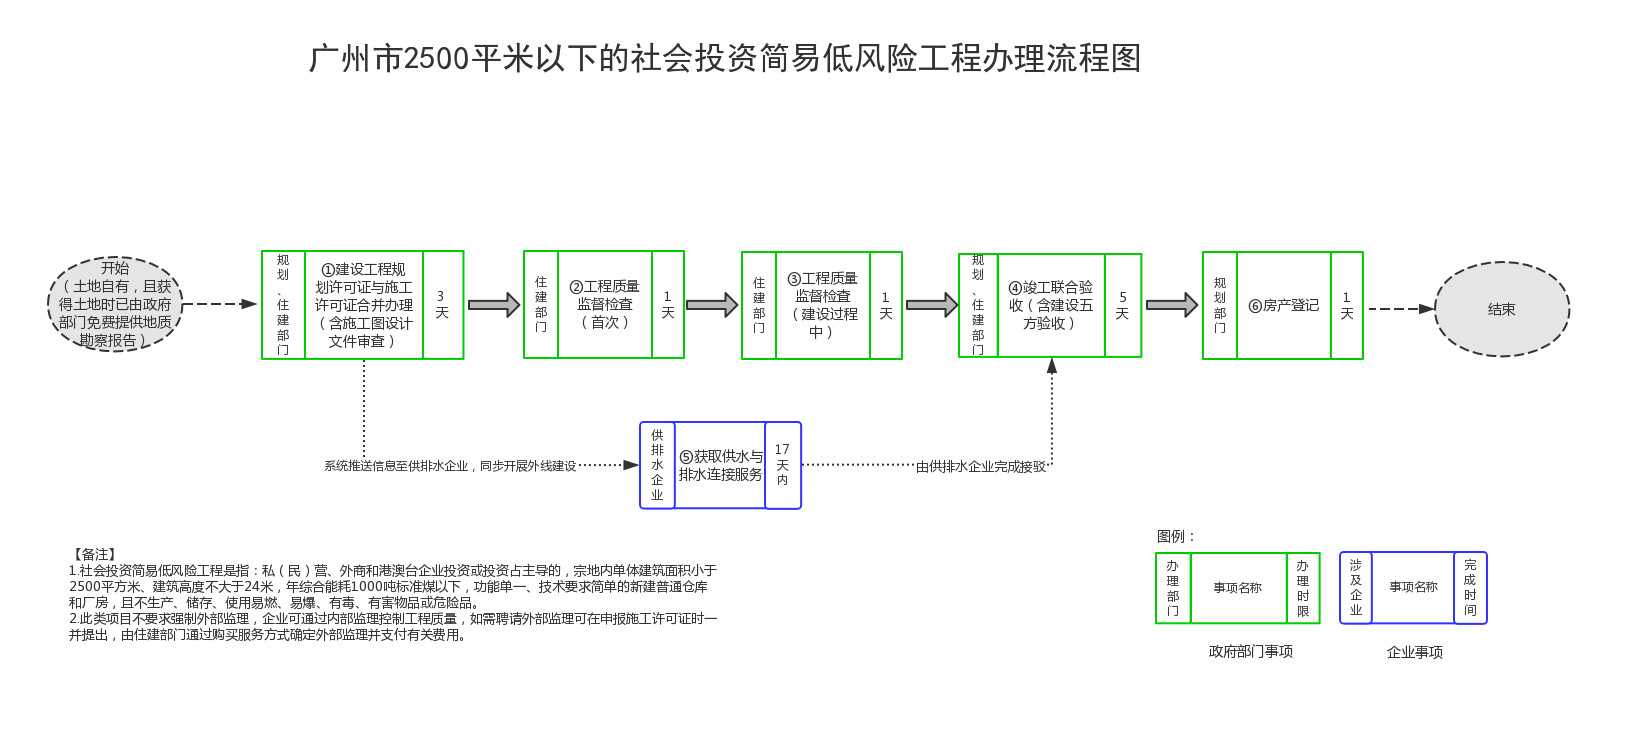 广州市2500平米以下的社会投资简易低风险工程办理流程图
开始
（土地自有，且获
得土地时已由政府
部门免费提供地质
勘察报告）
规
划
、
住
建
部
门
①建设工程规
划许可证与施工
许可证合并办理
（含施工图设计
文件审查）
3
天
住
建
部
门
②工程质量
监督检查
（首次）
1
天
住
建
部
门
③工程质量
监督检查
（建设过程
中）
1
天
规
划
、
住
建
部
门
④竣工联合验
收（含建设五
方验收）
5
天
规
划
部
门
⑥房产登记
1
天
结束
系统推送信息至供排水企业，同步开展外线建设
供
排
水
企
业
⑤获取供水与
排水连接服务
17
天
内
由供排水企业完成接驳
【备注】
1.社会投资简易低风险工程是指：私（民）营、外商和港澳台企业投资或投资占主导的，宗地内单体建筑面积小于
2500平方米、建筑高度不大于24米，年综合能耗1000吨标准煤以下，功能单一、技术要求简单的新建普通仓库
和厂房，且不生产、储存、使用易燃、易爆、有毒、有害物品或危险品。
2.此类项目不要求强制外部监理，企业可通过内部监理控制工程质量，如需聘请外部监理可在申报施工许可证时一
并提出，由住建部门通过购买服务方式确定外部监理并支付有关费用。
图例：
办
理
部
门
事项名称
办
理
时
限
政府部门事项
涉
及
企
业
事项名称
完
成
时
间
企业事项